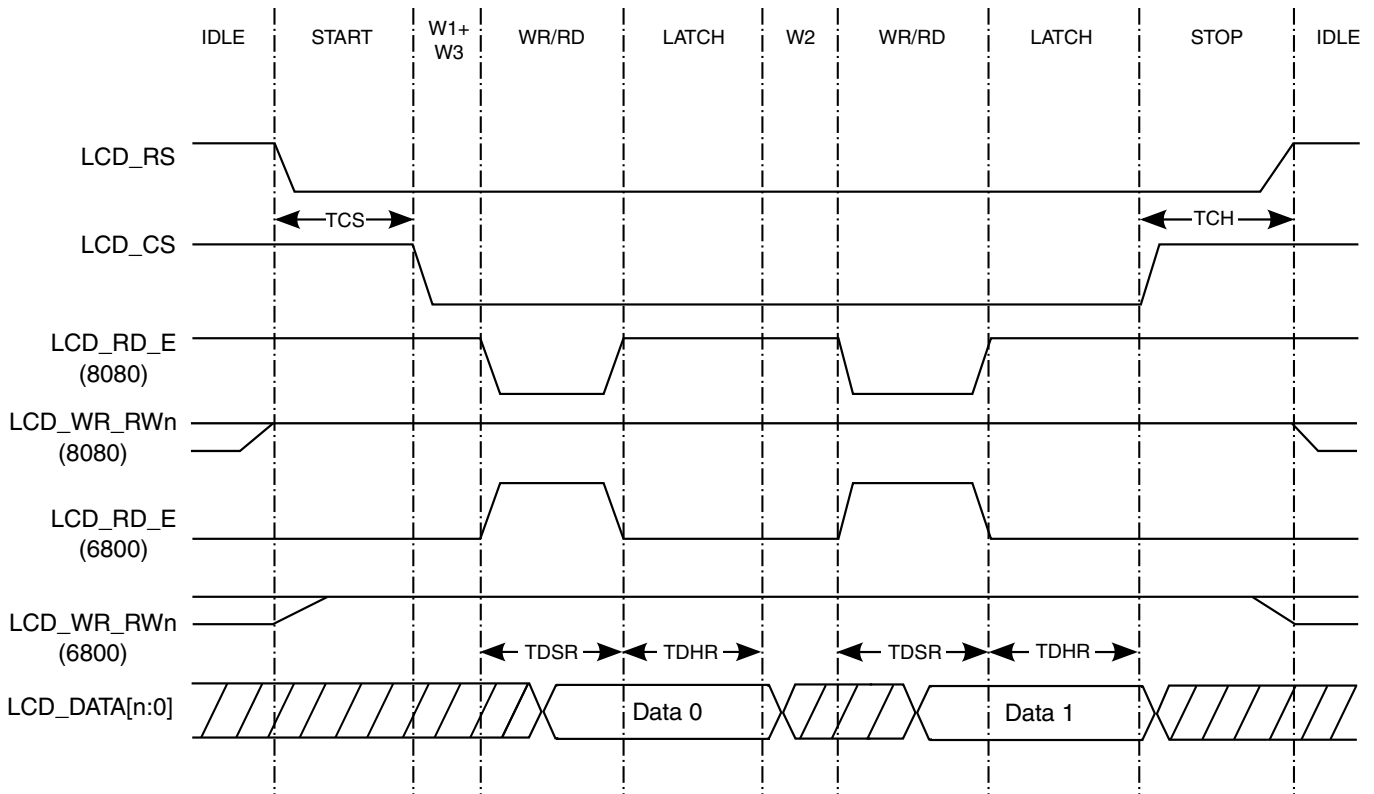 IDLE START W1+ W3 WR/RD LATCH W2 WR/RD LATCH STOP IDLE
LCD_RS
TCS TCH
LCD_CS
LCD_RD_E
(8080)
LCD_WR_RWn
(8080)
LCD_RD_E
(6800)
LCD_WR_RWn
(6800)
TDSR TDHR TDSR TDHR
LCD_DATA[n:0] Data 0 Data 1